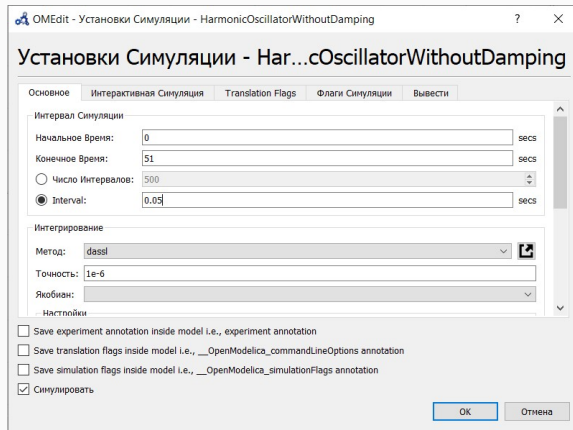 OMEdit - Установки Симуляции - HarmonicOscillatorWithoutDamping
Установки Симуляции - Har...cOscillatorWithoutDamping
Основное Интерактивная Симуляция Translation Flags Флаги Симуляции Вывести
Интервал Симуляции
Начальное Время: 0 secs
Конечное Время: 51 secs
Число Интервалов: 500
Interval: 0.05 secs
Интегрирование
Метод: dassl
Точность: 1e-6
Якобиан:
Настройки
Save experiment annotation inside model i.e., experiment annotation
Save translation flags inside model i.e., __OpenModelica_commandLineOptions annotation
Save simulation flags inside model i.e., __OpenModelica_simulationFlags annotation
Симулировать
ОК Отмена